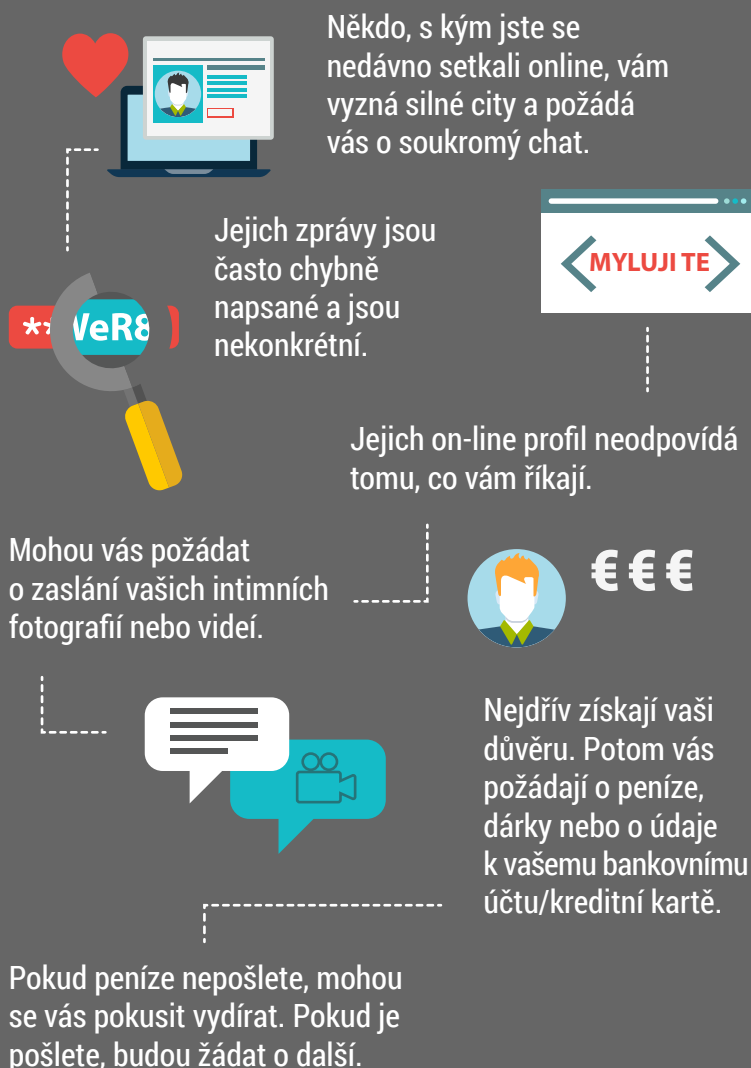 Někdo, s kým jste se
nedávno setkali online, vám
vyzná silné city a požádá
vás o soukromý chat.
Jejich zprávy jsou
často chybně
napsané a jsou
nekonkrétní.
MYLUJI TE
**WeR8
Jejich on-line profil neodpovídá
tomu, co vám říkají.
Mohou vás požádat
o zaslání vašich intimních
fotografií nebo videí.
€ € €
Nejdřív získají vaši
důvěru. Potom vás
požádají o peníze,
dárky nebo o údaje
k vašemu bankovnímu
účtu/kreditní kartě.
Pokud peníze nepošlete, mohou
se vás pokusit vydírat. Pokud je
pošlete, budou žádat o další.